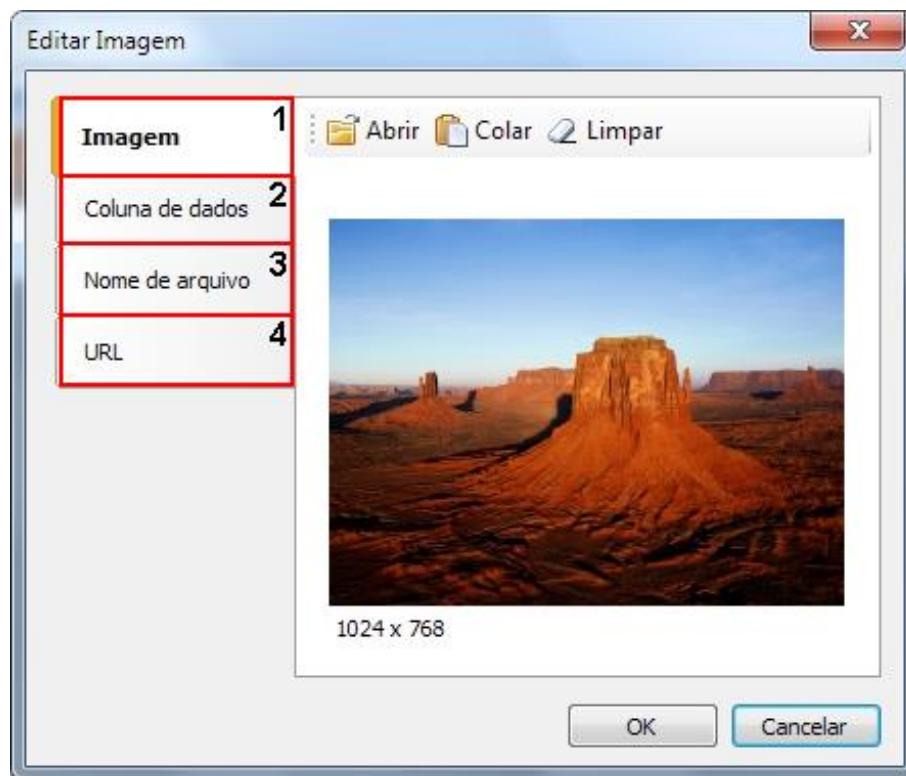 Editar Imagem
Imagem 1
Abrir Colar Limpar
Coluna de dados 2
Nome de arquivo 3
URL 4
1024 x 768
OK Cancelar